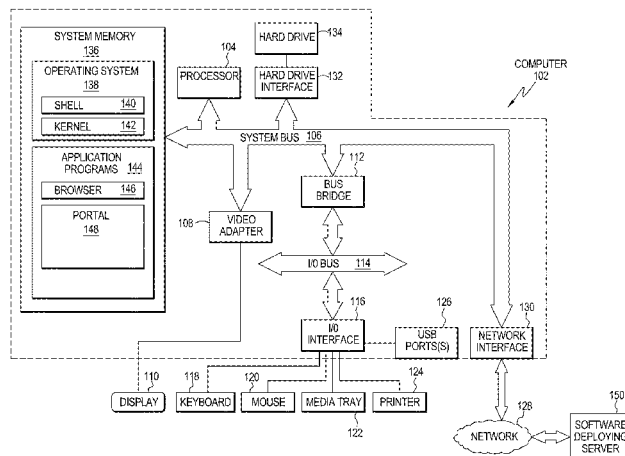 SYSTEM MEMORY
136
OPERATING SYSTEM
138
SHELL 140
KERNEL 142
APPLICATION
PROGRAMS 144
BROWSER 146
PORTAL
148
104
PROCESSOR
HARD DRIVE 134
HARD DRIVE
INTERFACE 132
COMPUTER
102
SYSTEM BUS 106
112
BUS
BRIDGE
108
VIDEO
ADAPTER
I/O BUS 114
116
I/O
INTERFACE
126
USB
PORTS(S)
130
NETWORK
INTERFACE
110
DISPLAY
118
KEYBOARD
120
MOUSE
MEDIA TRAY
122
124
PRINTER
128
NETWORK
150
SOFTWARE
DEPLOYING
SERVER